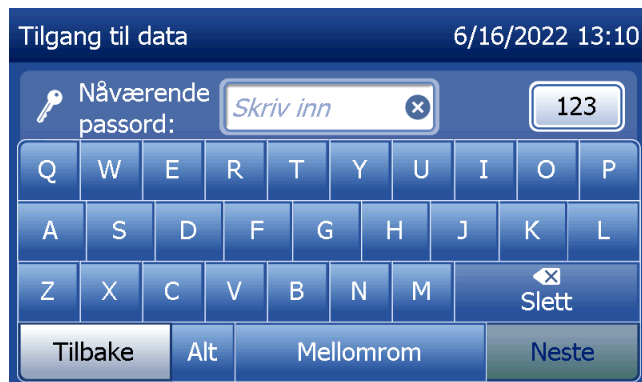 Tilgang til data 6/16/2022 13:10
Nåværende
passord:
Skriv inn
123
Q W E R T Y U I O P
A S D F G H J K L
Z X C V B N M Slett
Tilbake Alt Mellomrom Neste